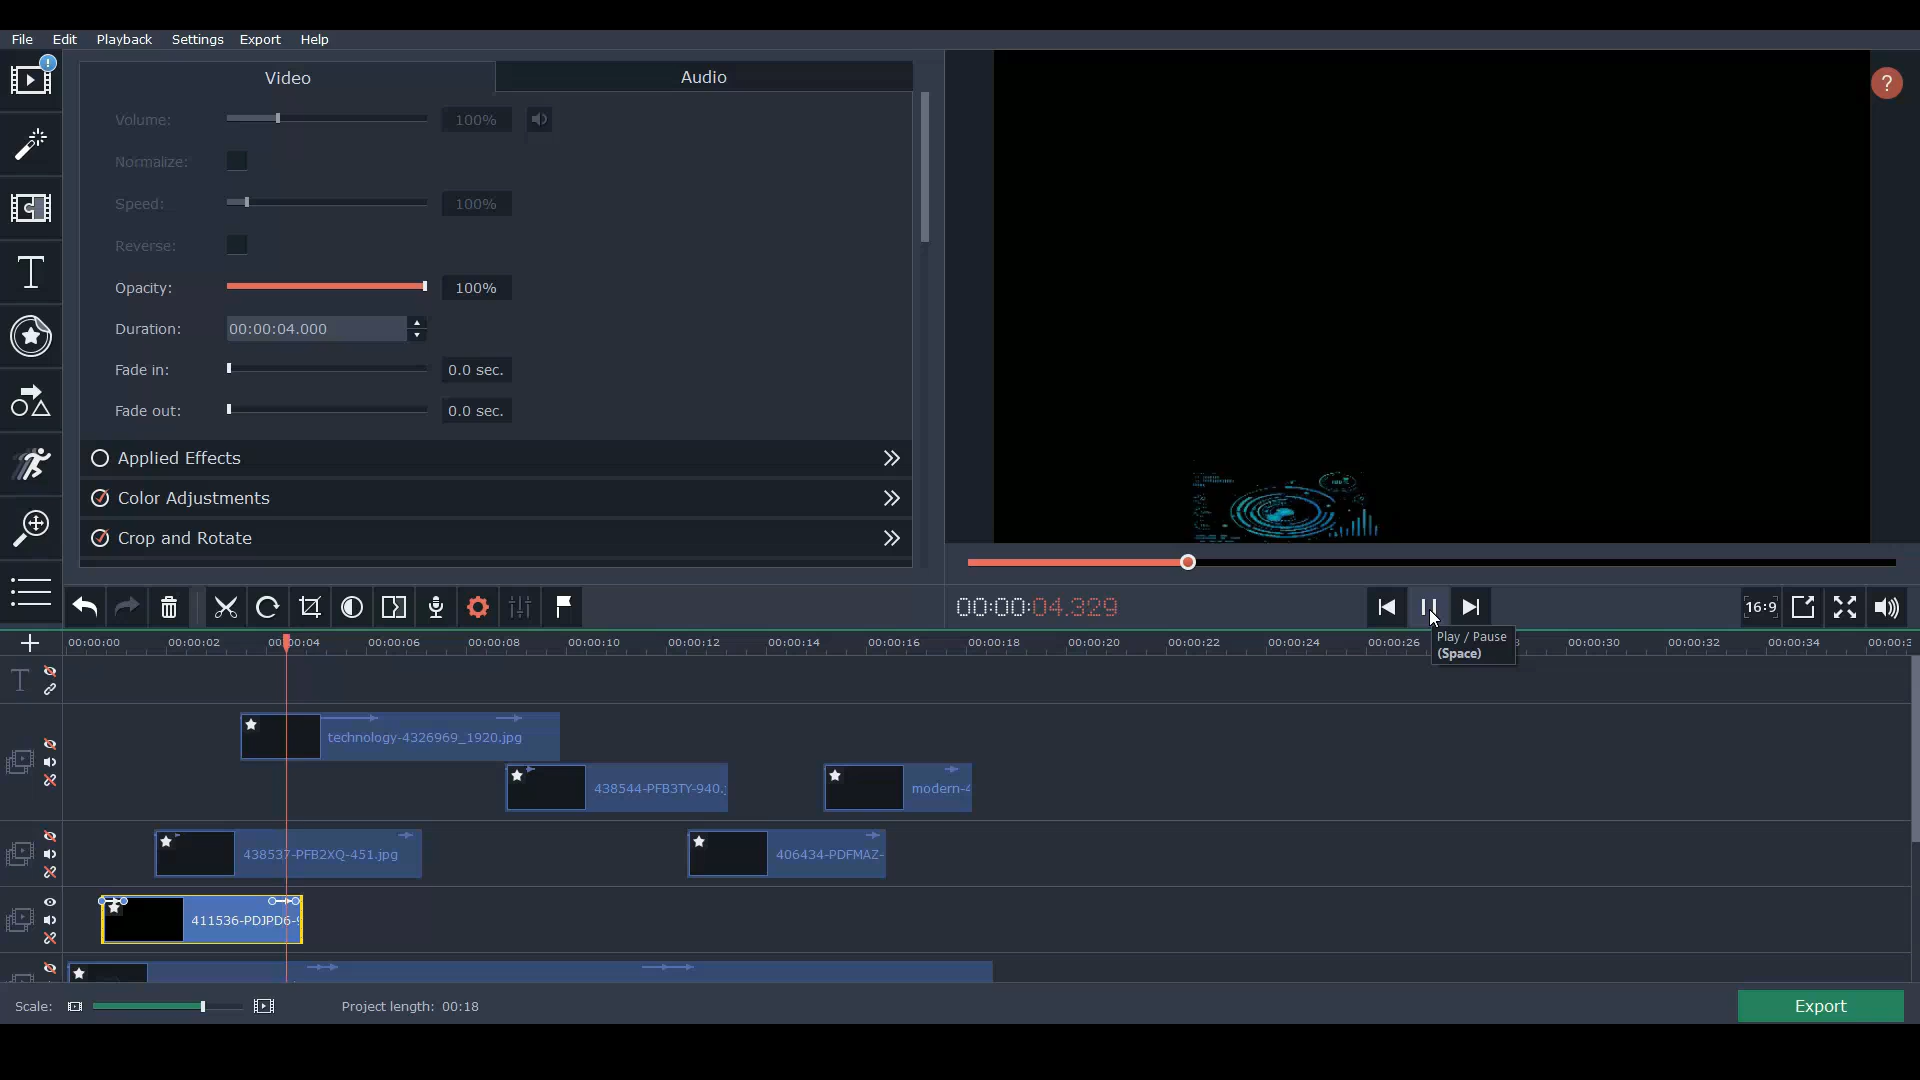 File Edit Playback Settings Export Help
Video Audio
?
Volume: 100%
Normalize:
Speed: 100%
Reverse:
Opacity: 100%
Duration: 00:00:04.000
Fade in: 0.0 sec.
Fade out: 0.0 sec.
Applied Effects
Color Adjustments
Crop and Rotate
00:00:04.329 16:9
Play / Pause
(Space)
00:00:00 00:00:02 00:00:04 00:00:06 00:00:08 00:00:10 00:00:12 00:00:14 00:00:16 00:00:18 00:00:20 00:00:22 00:00:24 00:00:26 00:00:30 00:00:32 00:00:34 00:00:3
technology-4326969_1920.jpg
438544-PFB3TY-940. modern-4
438537-PFB2XQ-451.jpg 406434-PDFMAZ-
411536-PDJPD6-9
Scale: Project length: 00:18 Export